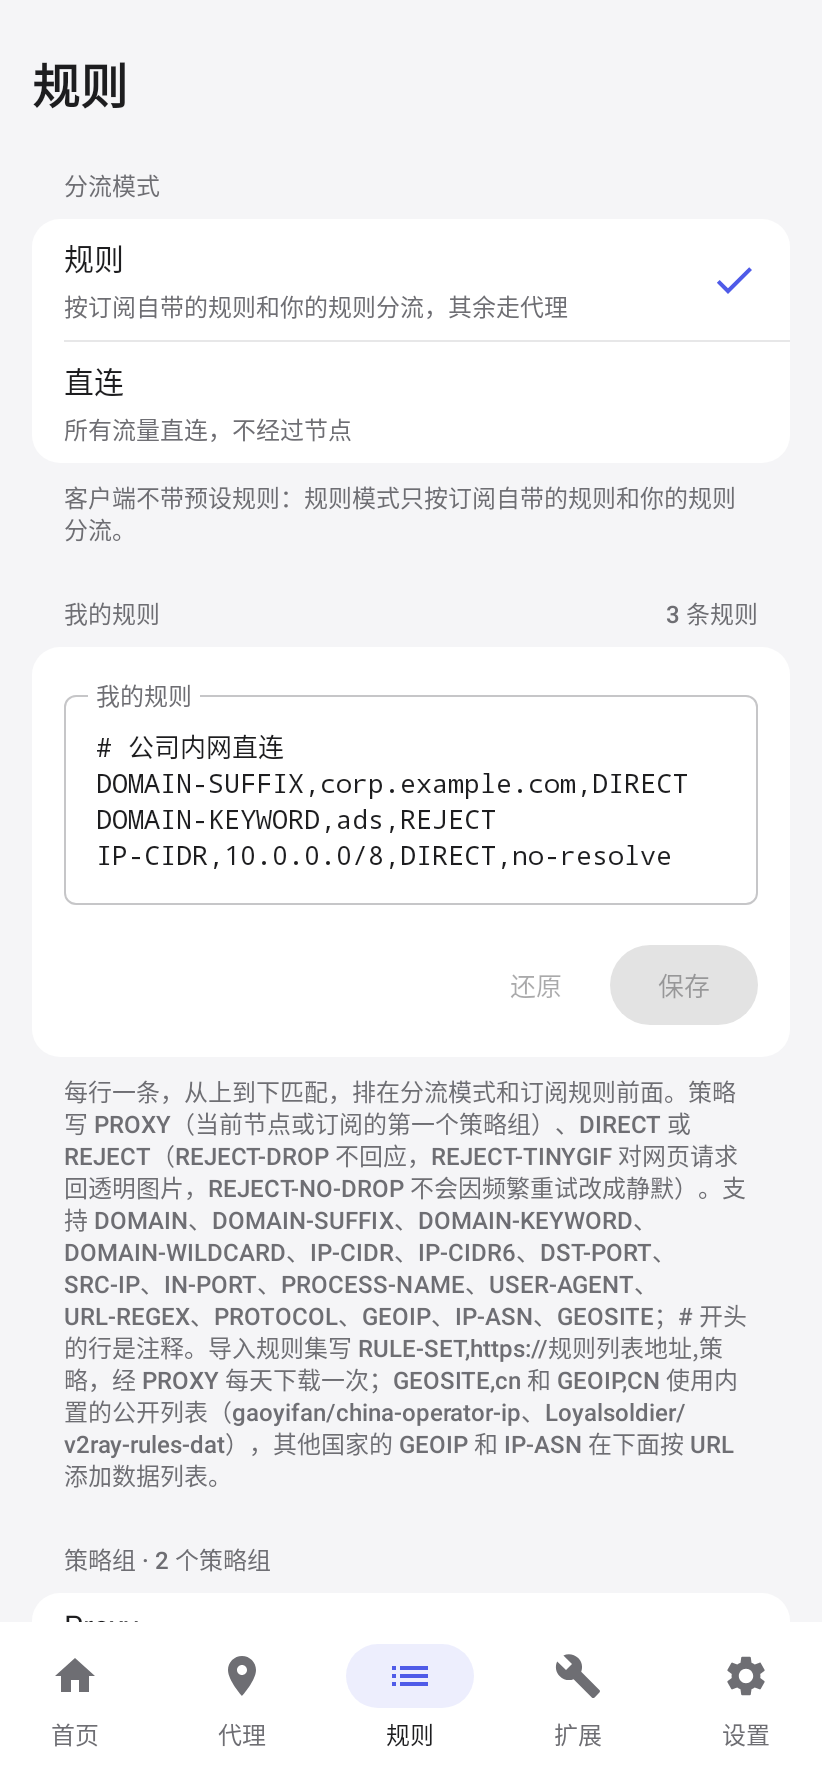 规则
分流模式
规则
按订阅自带的规则和你的规则分流，其余走代理
直连
所有流量直连，不经过节点
客户端不带预设规则：规则模式只按订阅自带的规则和你的规则
分流。
我的规则
3 条规则
我的规则
# 公司内网直连
DOMAIN-SUFFIX,corp.example.com,DIRECT
DOMAIN-KEYWORD,ads,REJECT
IP-CIDR,10.0.0.0/8,DIRECT,no-resolve
还原
保存
每行一条，从上到下匹配，排在分流模式和订阅规则前面。策略
写 PROXY（当前节点或订阅的第一个策略组）、DIRECT 或
REJECT（REJECT-DROP 不回应，REJECT-TINYGIF 对网页请求
回透明图片，REJECT-NO-DROP 不会因频繁重试改成静默）。支
持 DOMAIN、DOMAIN-SUFFIX、DOMAIN-KEYWORD、
DOMAIN-WILDCARD、IP-CIDR、IP-CIDR6、DST-PORT、
SRC-IP、IN-PORT、PROCESS-NAME、USER-AGENT、
URL-REGEX、PROTOCOL、GEOIP、IP-ASN、GEOSITE；# 开头
的行是注释。导入规则集写 RULE-SET,https://规则列表地址,策
略，经 PROXY 每天下载一次；GEOSITE,cn 和 GEOIP,CN 使用内
置的公开列表（gaoyifan/china-operator-ip、Loyalsoldier/
v2ray-rules-dat），其他国家的 GEOIP 和 IP-ASN 在下面按 URL
添加数据列表。
策略组 · 2 个策略组
Proxy
首页
代理
规则
扩展
设置